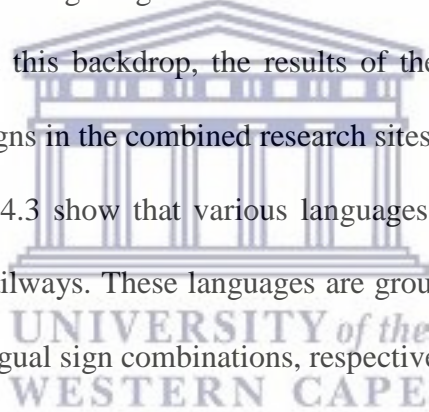 this backdrop, the results of the
gns in the combined research sites
4.3 show that various languages
ilways. These languages are grou
UNIVERSITY of the
gual sign combinations, respective
WESTERN CAPE